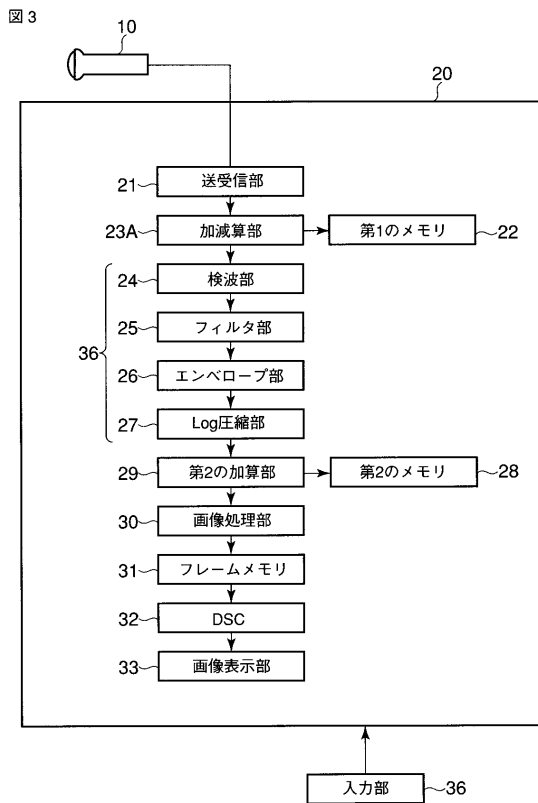 図3
10
20
21 送受信部
23A 加減算部 第1のメモリ 22
24 検波部
25 フィルタ部
36
26 エンベロープ部
27 Log圧縮部
29 第2の加算部 第2のメモリ 28
30 画像処理部
31 フレームメモリ
32 DSC
33 画像表示部
入力部 36